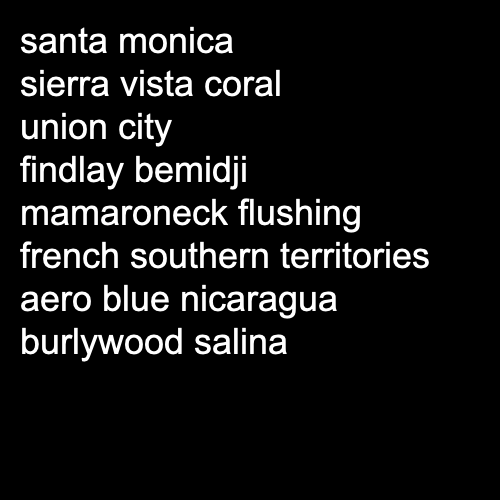 santa monica
sierra vista coral
union city
findlay bemidji
mamaroneck flushing
french southern territories
aero blue nicaragua
burlywood salina